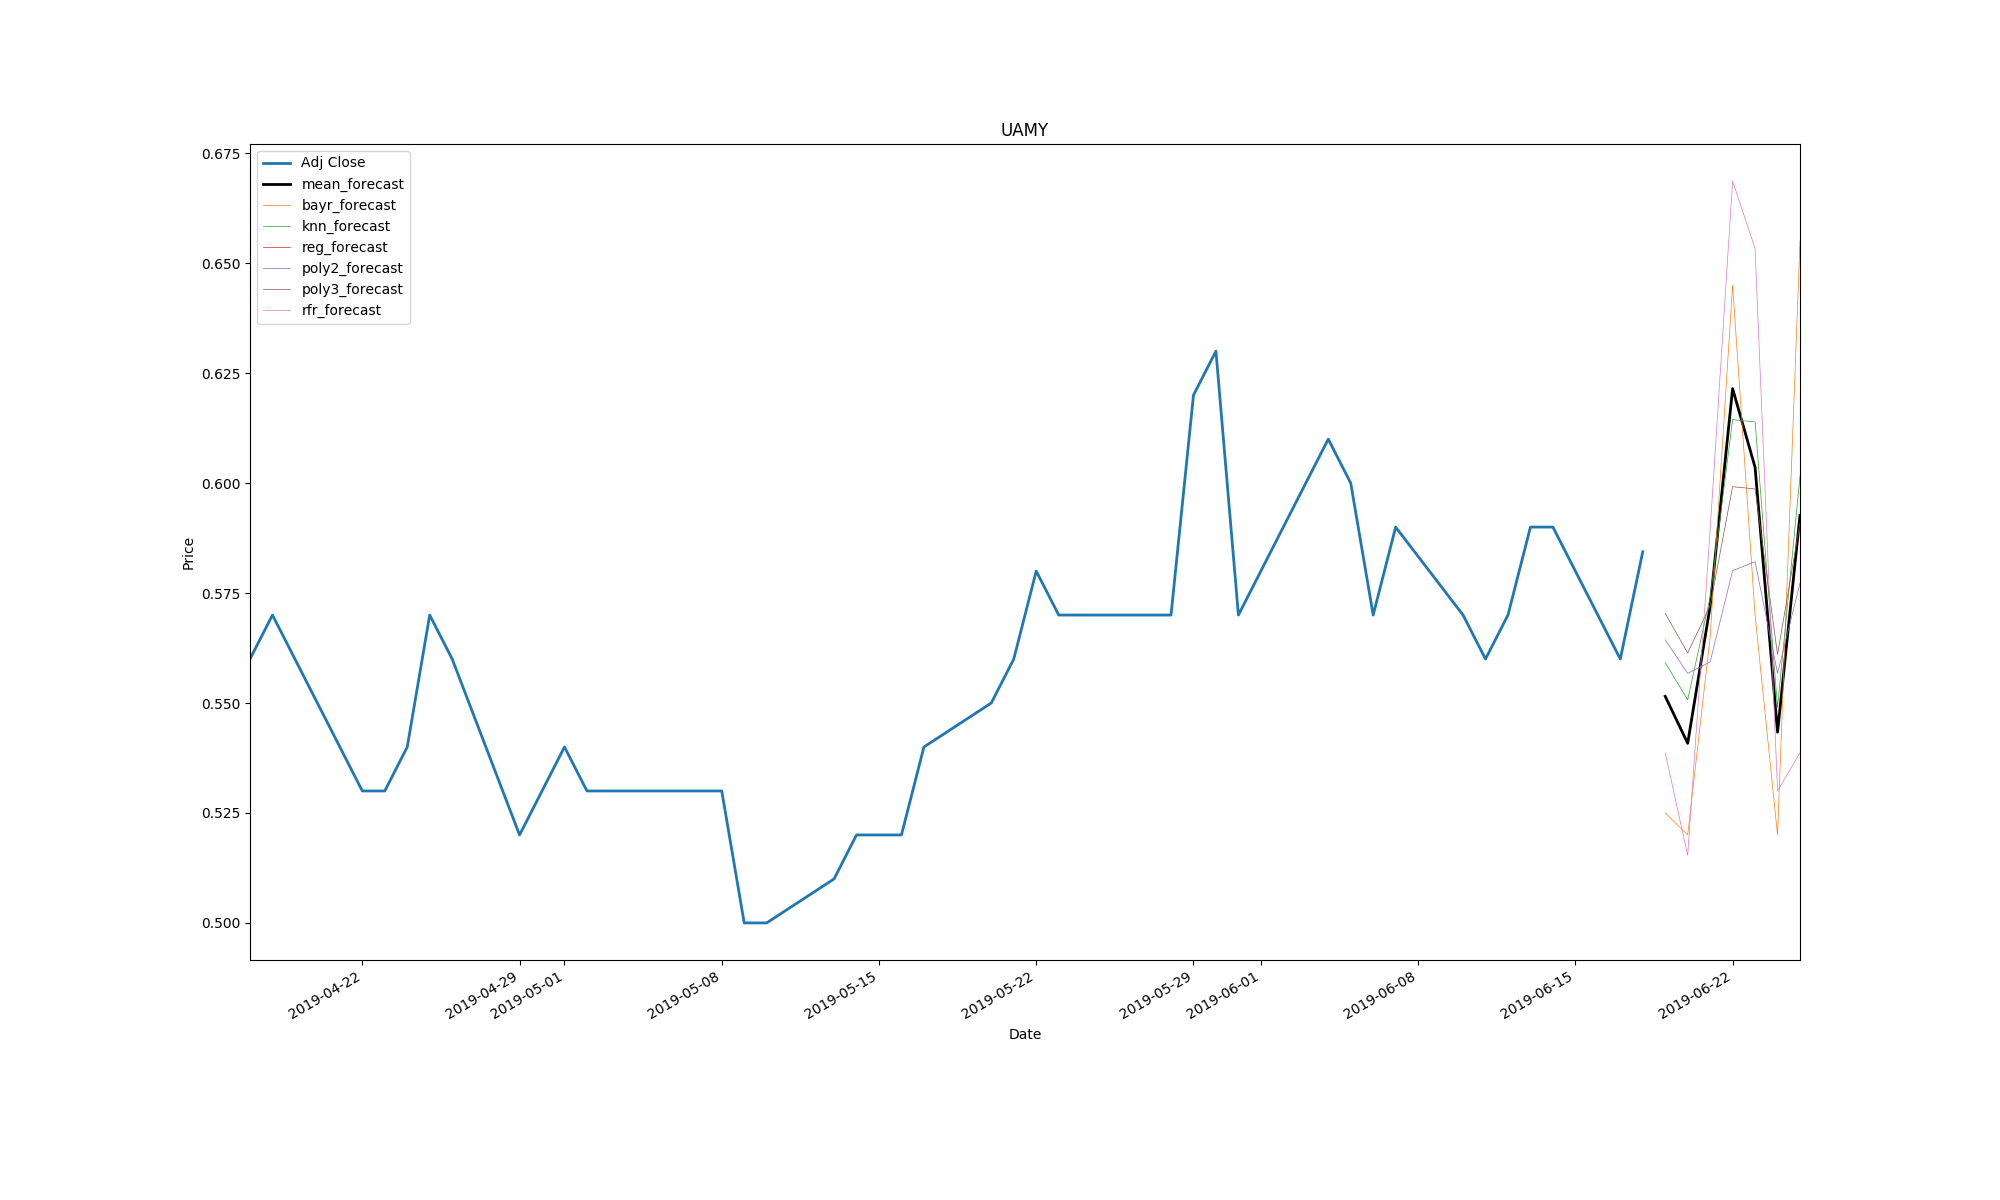 UAMY
Adj Close
mean_forecast
bayr_forecast
knn_forecast
reg_forecast
poly2_forecast
poly3_forecast
rfr_forecast
0.675
0.650
0.625
0.600
0.575
0.550
0.525
0.500
Price
2019-04-22
2019-04-29
2019-05-01
2019-05-08
2019-05-15
2019-05-22
2019-05-29
2019-06-01
2019-06-08
2019-06-15
2019-06-22
Date